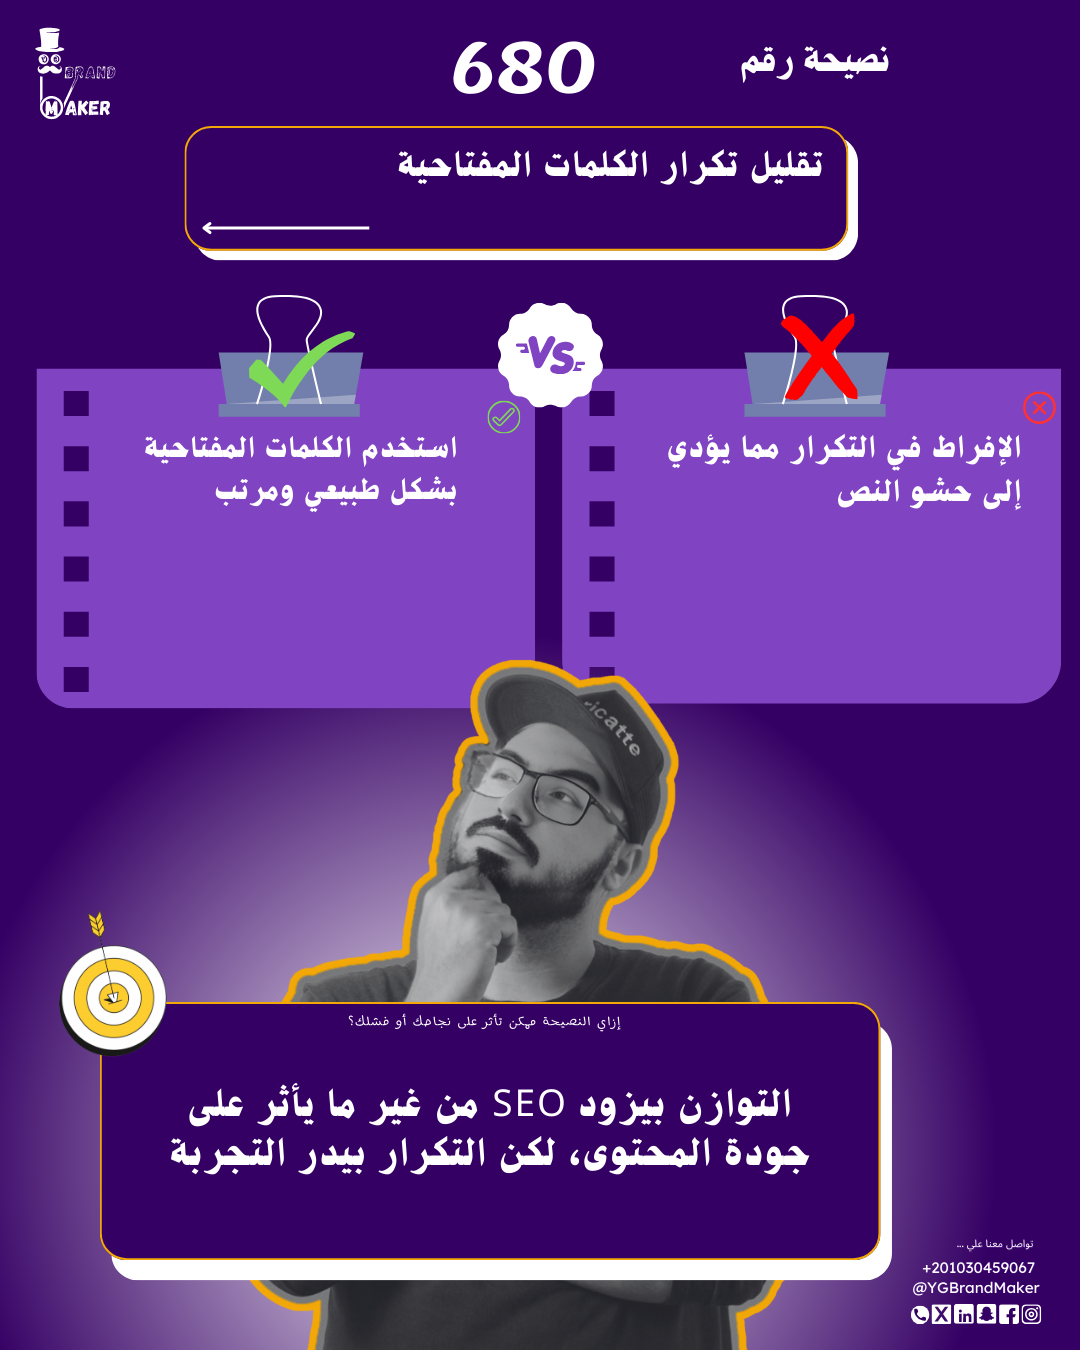 BRAND
MAKER
نصيحة رقم
680
تقليل تكرار الكلمات المفتاحية
VS
الإفراط في التكرار مما يؤدي
إلى حشو النص
استخدم الكلمات المفتاحية
بشكل طبيعي ومرتب
icatte
إزاي النصيحة ممكن تأثر على نجاحك أو فشلك؟
التوازن بيزود SEO من غير ما يأثر على
جودة المحتوى، لكن التكرار بيدر التجربة
تواصل معنا علي ...
+201030459067
@YGBrandMaker